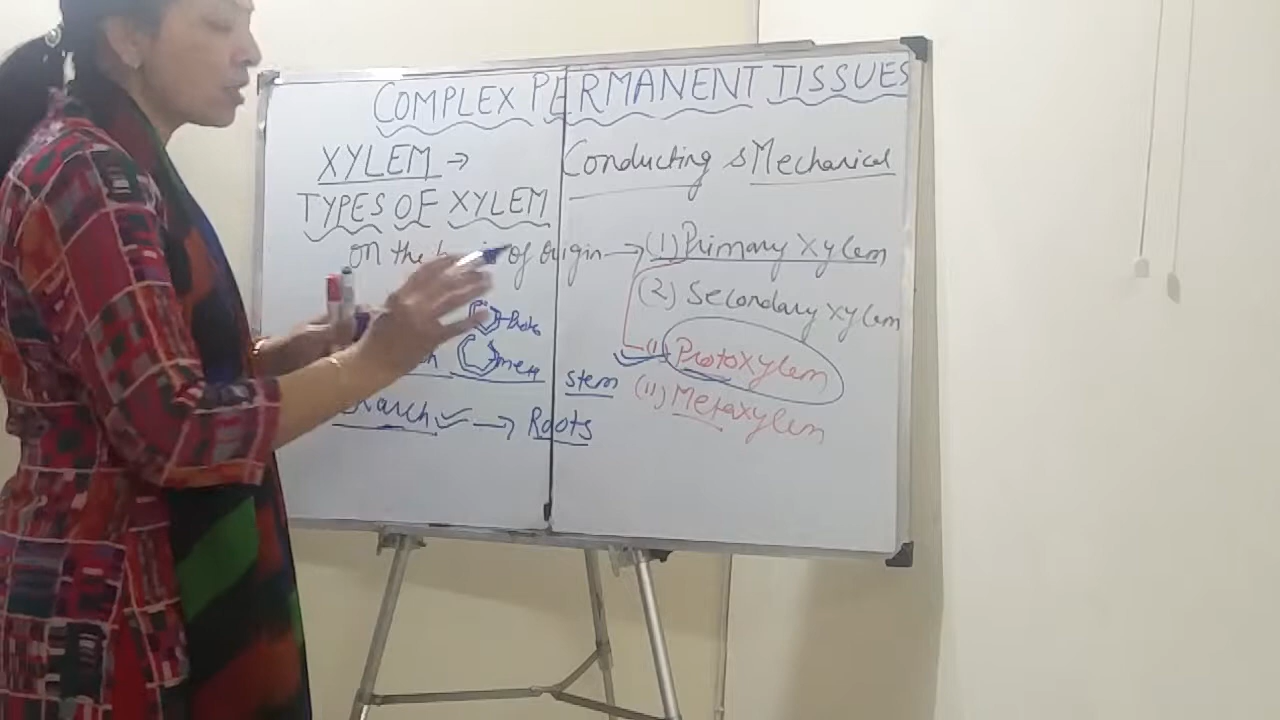 COMPLEX PERMANENT TISSUES
XYLEM → Conducting & Mechanical
TYPES OF XYLEM
on the of origin → (1) Primary Xylem
(2) Secondary Xylem
Proto
(i) Protoxylem
meta
stem
(ii) Metaxylem
→ Roots